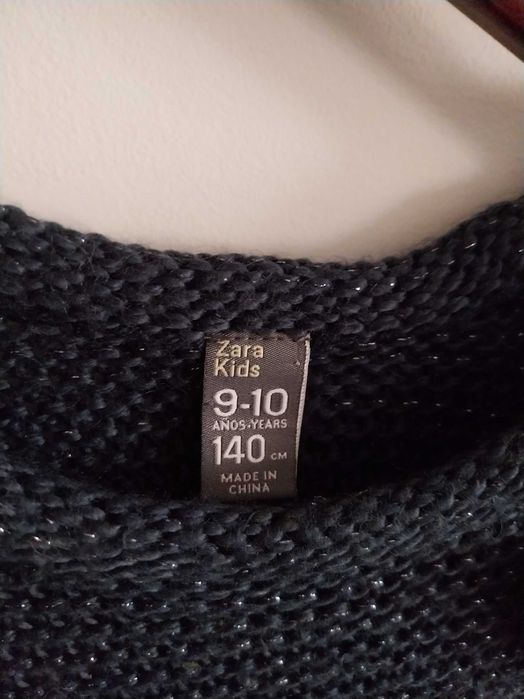 Zara
Kids
9-10
AÑOS-YEARS
140 CM
MADE IN
CHINA